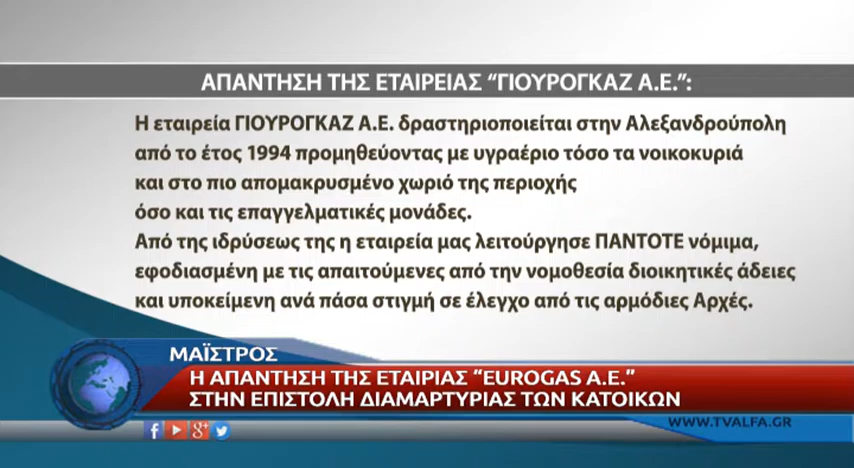 ΑΠΑΝΤΗΣΗ ΤΗΣ ΕΤΑΙΡΕΙΑΣ “ΓΙΟΥΡΟΓΚΑΖ Α.Ε.”:
Η εταιρεία ΓΙΟΥΡΟΓΚΑΖ Α.Ε. δραστηριοποιείται στην Αλεξανδρούπολη
από το έτος 1994 προμηθεύοντας με υγραέριο τόσο τα νοικοκυριά
και στο πιο απομακρυσμένο χωριό της περιοχής
όσο και τις επαγγελματικές μονάδες.
Από της ιδρύσεως της η εταιρεία μας λειτούργησε ΠΑΝΤΟΤΕ νόμιμα,
εφοδιασμένη με τις απαιτούμενες από την νομοθεσία διοικητικές άδειες
και υποκείμενη ανά πάσα στιγμή σε έλεγχο από τις αρμόδιες Αρχές.
ΜΑΪΣΤΡΟΣ
Η ΑΠΑΝΤΗΣΗ ΤΗΣ ΕΤΑΙΡΙΑΣ “EUROGAS A.E.”
ΣΤΗΝ ΕΠΙΣΤΟΛΗ ΔΙΑΜΑΡΤΥΡΙΑΣ ΤΩΝ ΚΑΤΟΙΚΩΝ
WWW.TVALFA.GR